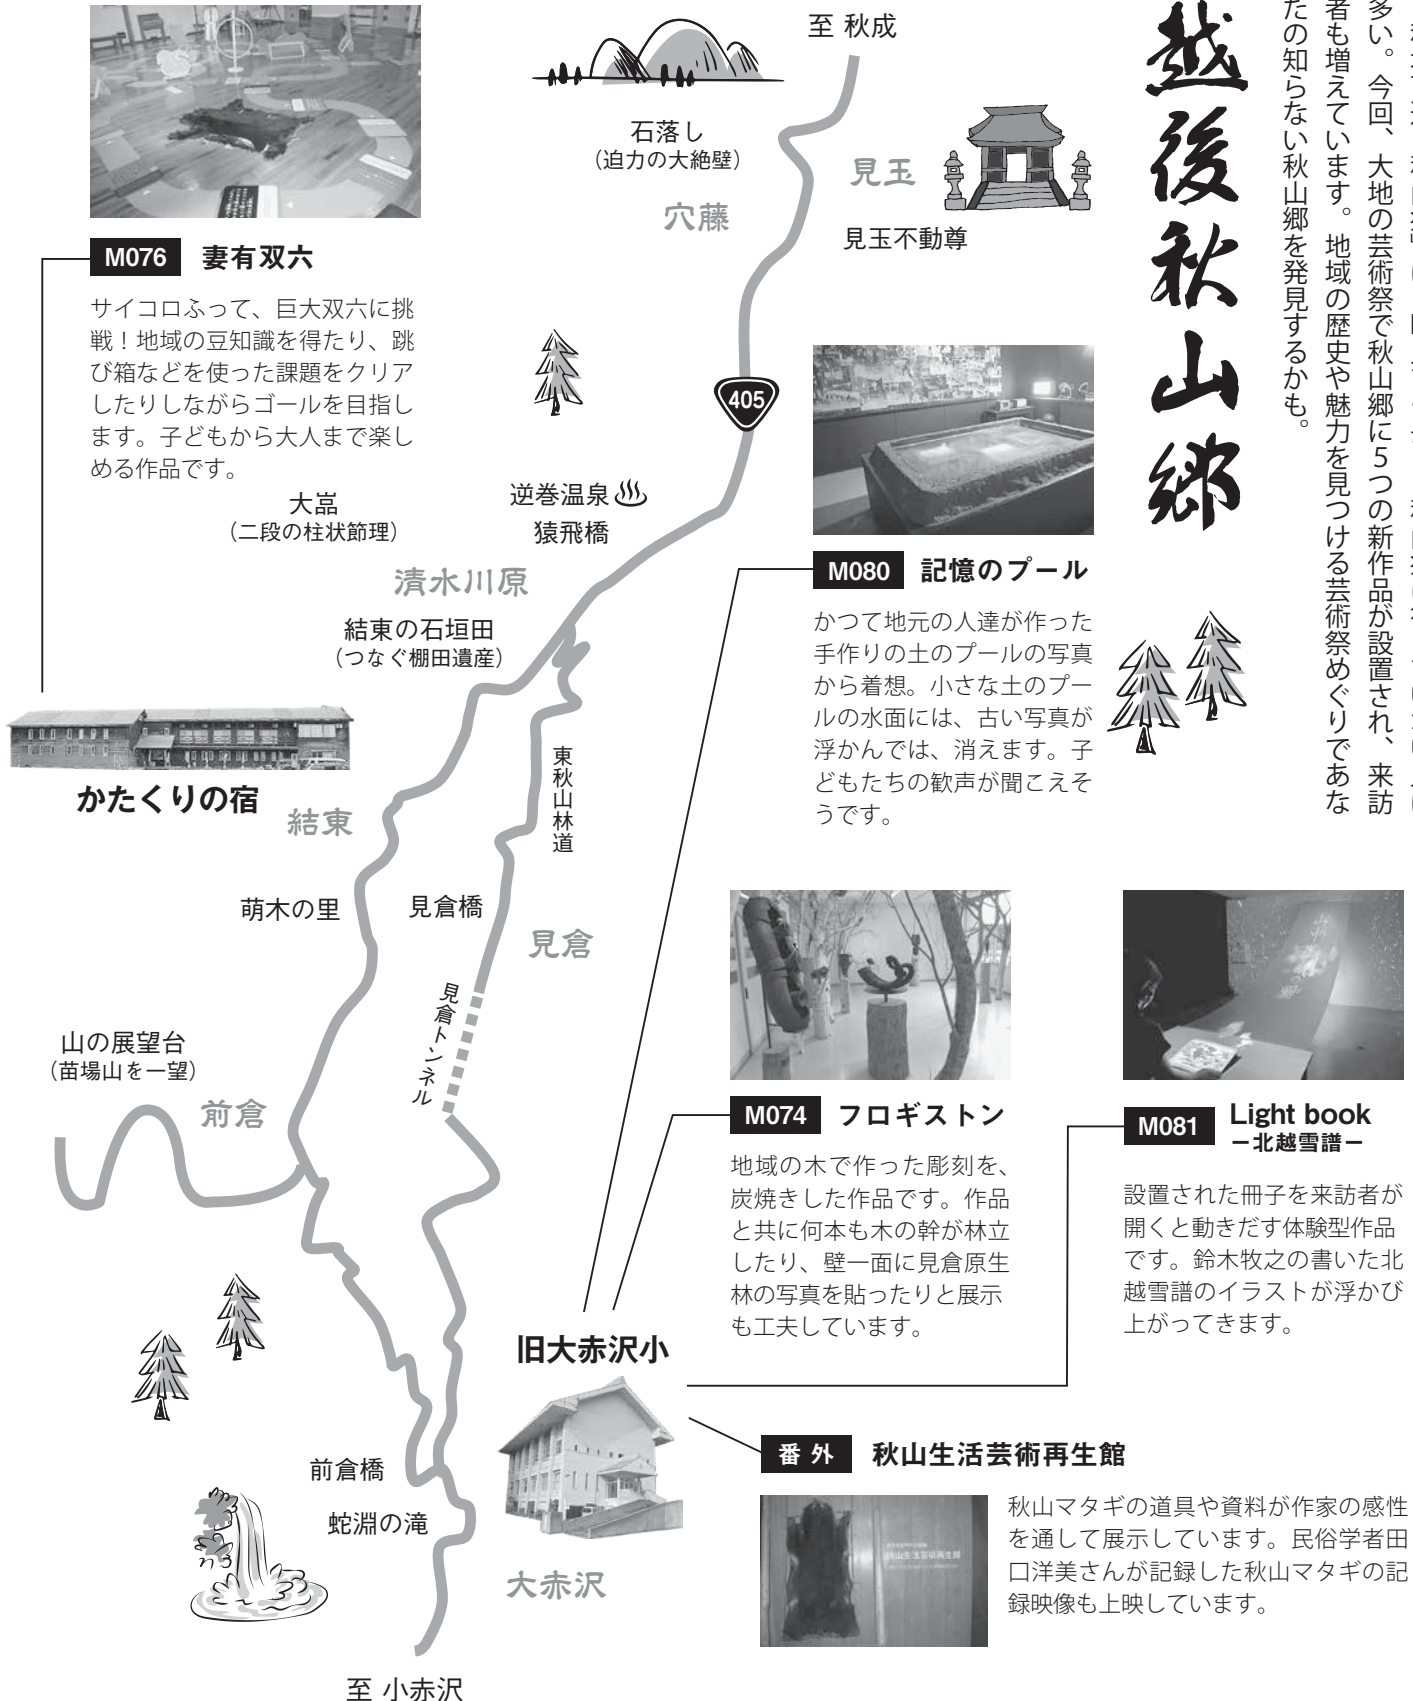 越後秋山郷
多い。今回、大地の芸術祭で秋山郷に5つの新作品が設置され、来訪
者も増えています。地域の歴史や魅力を見つける芸術祭めぐりであな
たの知らない秋山郷を発見するかも。
至 秋成
石落し
（迫力の大絶壁）
見玉
穴藤
見玉不動尊
M076 妻有双六
サイコロふって、巨大双六に挑
戦！地域の豆知識を得たり、跳
び箱などを使った課題をクリア
したりしながらゴールを目指し
ます。子どもから大人まで楽し
める作品です。
405
大嵓
（二段の柱状節理）
逆巻温泉
猿飛橋
清水川原
結東の石垣田
（つなぐ棚田遺産）
M080 記憶のプール
かつて地元の人達が作った
手作りの土のプールの写真
から着想。小さな土のプー
ルの水面には、古い写真が
浮かんでは、消えます。子
どもたちの歓声が聞こえそ
うです。
かたくりの宿
結東
東秋山林道
萌木の里
見倉橋
見倉
見倉トンネル
山の展望台
（苗場山を一望）
前倉
M074 フロギストン
地域の木で作った彫刻を、
炭焼きした作品です。作品
と共に何本も木の幹が林立
したり、壁一面に見倉原生
林の写真を貼ったりと展示
も工夫しています。
M081 Light book
ー北越雪譜ー
設置された冊子を来訪者が
開くと動きだす体験型作品
です。鈴木牧之の書いた北
越雪譜のイラストが浮かび
上がってきます。
旧大赤沢小
番外 秋山生活芸術再生館
秋山マタギの道具や資料が作家の感性
を通して展示しています。民俗学者田
口洋美さんが記録した秋山マタギの記
録映像も上映しています。
秋山生活芸術再生館
前倉橋
蛇淵の滝
大赤沢
至 小赤沢